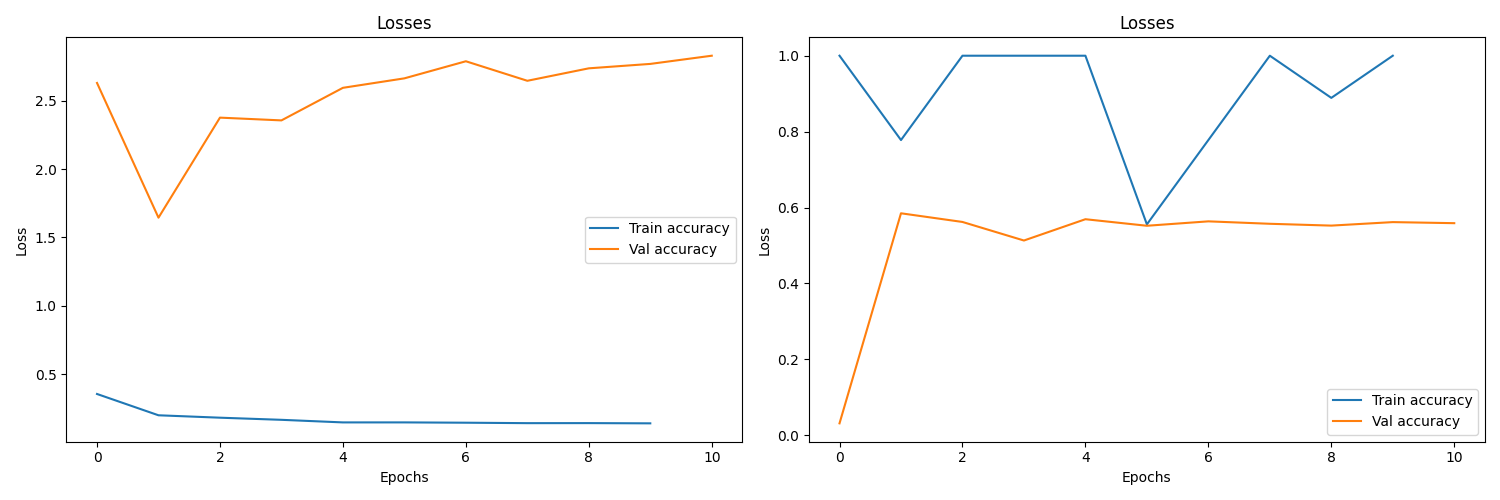 Losses
Loss
2.5
2.0
1.5
1.0
0.5
Train accuracy
Val accuracy
0 2 4 6 8 10
Epochs
Losses
Loss
1.0
0.8
0.6
0.4
0.2
0.0
Train accuracy
Val accuracy
0 2 4 6 8 10
Epochs